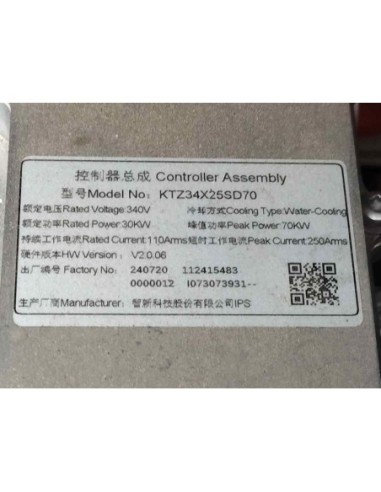 控制器总成 Controller Assembly
型号Model No: KTZ34X25SD70
额定电压Rated Voltage:340V 冷却方式Cooling Type:Water-Cooling
额定功率Rated Power:30KW 峰值功率Peak Power:70KW
持续工作电流Rated Current:110Arms 短时工作电流Peak Current:250Arms
硬件版本HW Version: V2.0.06
出厂编号 Factory No: 240720 112415483
0000012 I073073931--
生产厂商Manufacturer: 智新科技股份有限公司IPS